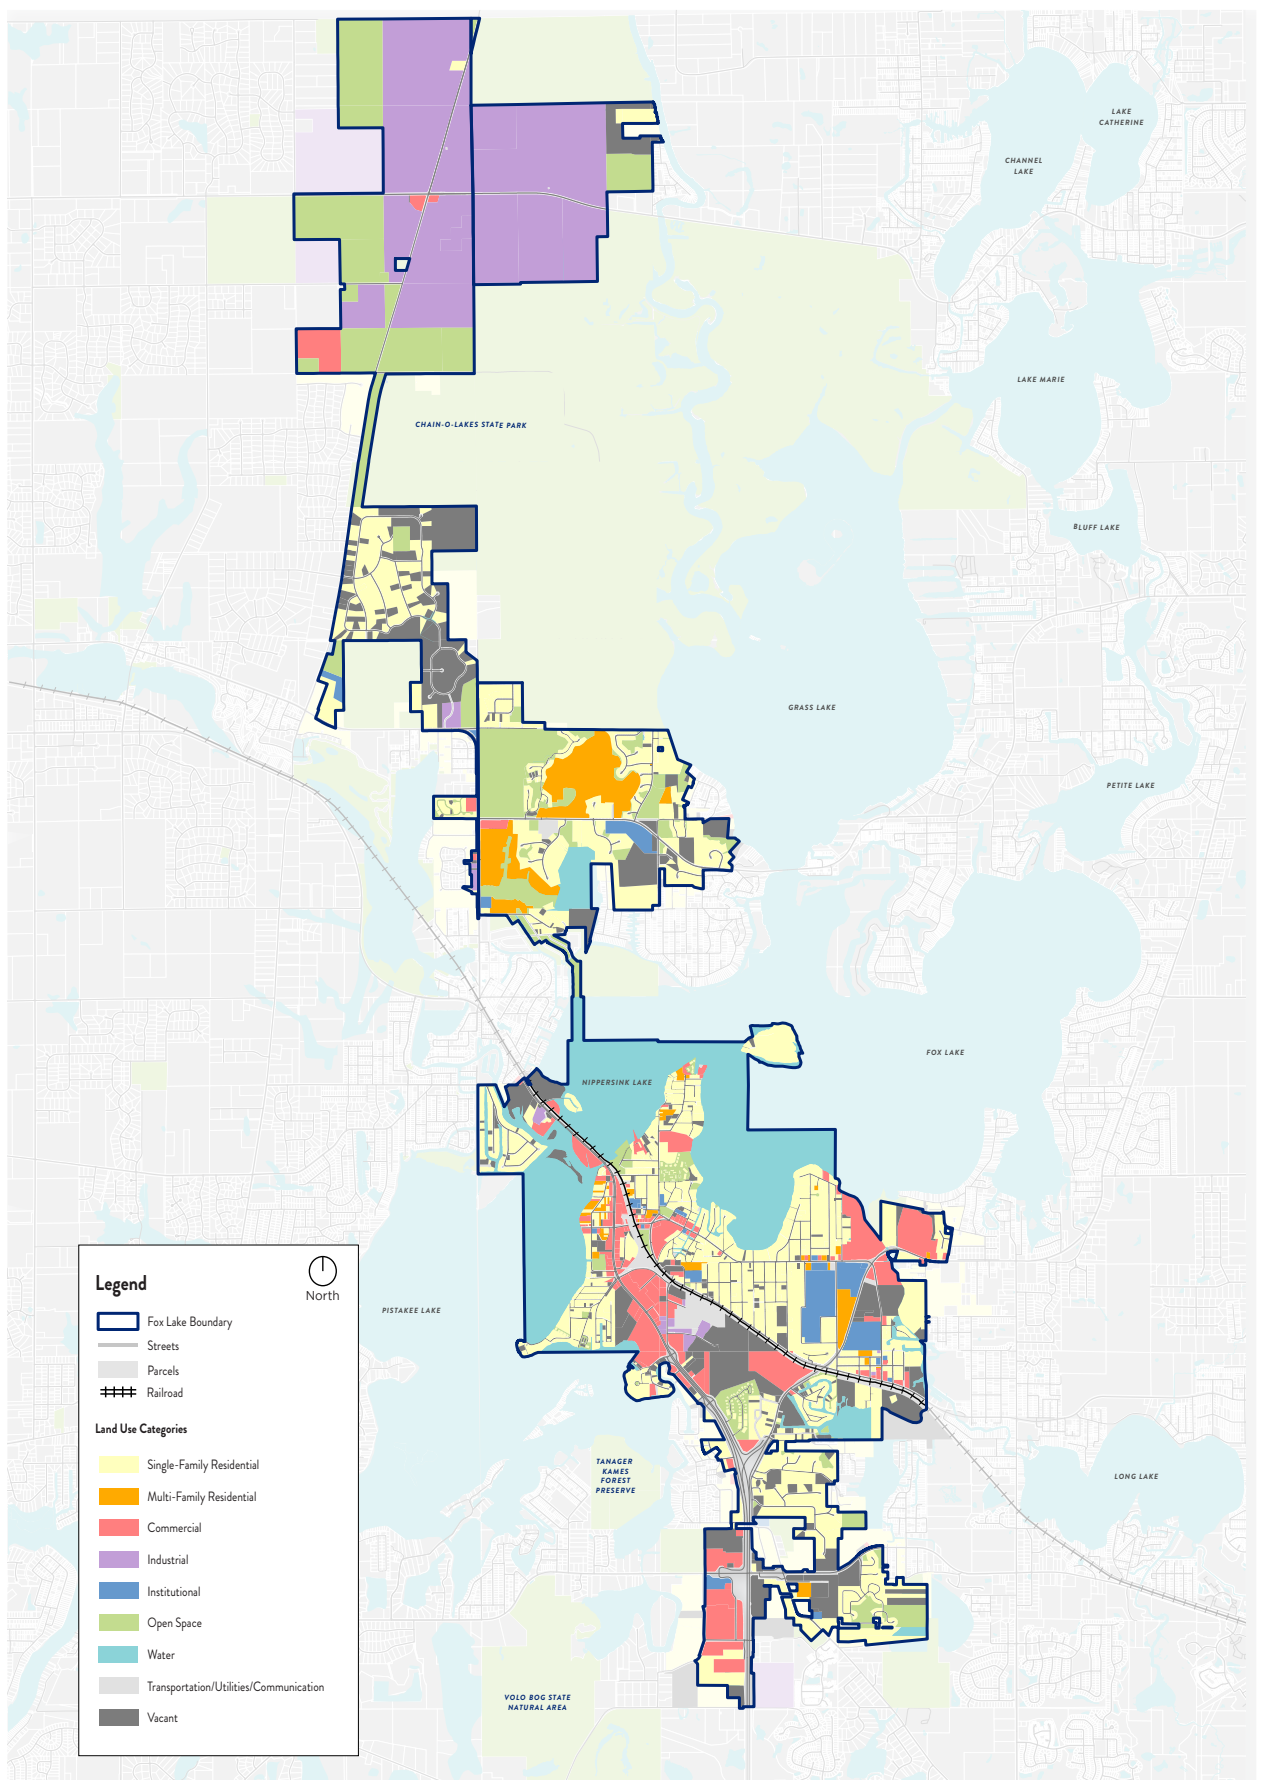 LAKE
CATHERINE
CHANNEL
LAKE
LAKE MARIE
CHAIN-O-LAKES STATE PARK
BLUFF LAKE
GRASS LAKE
PETITE LAKE
FOX LAKE
NIPPERSINK LAKE
PISTAKEE LAKE
TANAGER
KAMES
FOREST
PRESERVE
LONG LAKE
VOLO BOG STATE
NATURAL AREA
Legend
North
Fox Lake Boundary
Streets
Parcels
Railroad
Land Use Categories
Single-Family Residential
Multi-Family Residential
Commercial
Industrial
Institutional
Open Space
Water
Transportation/Utilities/Communication
Vacant